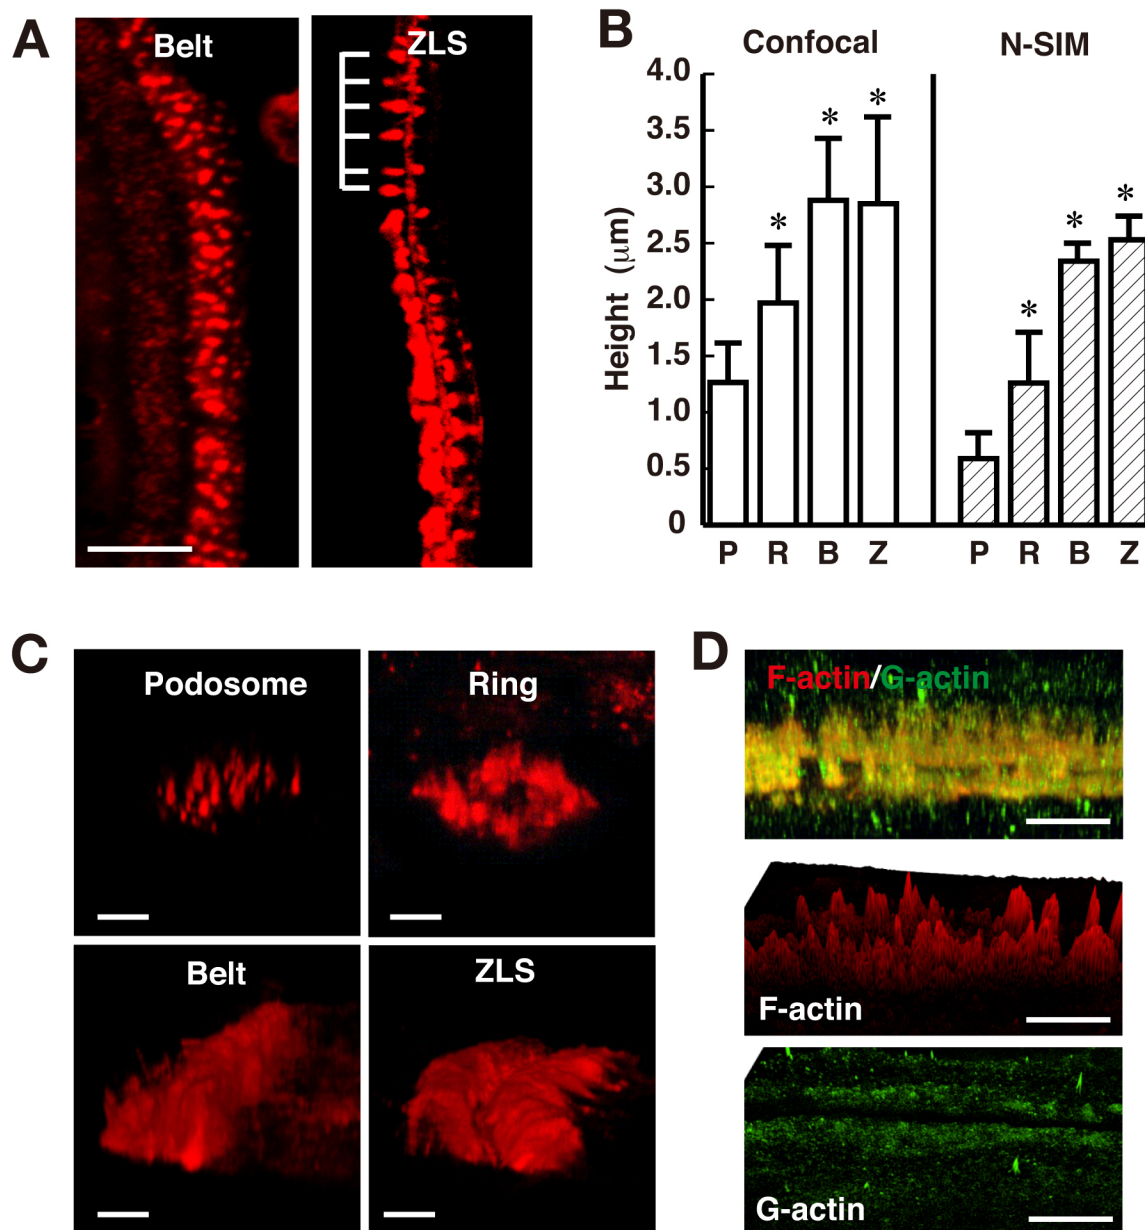 A
Belt
ZLS
B
Confocal
N-SIM
Height (μm)
4.0
3.5
3.0
2.5
2.0
1.5
1.0
0.5
0
* * * * * *
P R B Z P R B Z
C
Podosome
Ring
Belt
ZLS
D
F-actin/G-actin
F-actin
G-actin